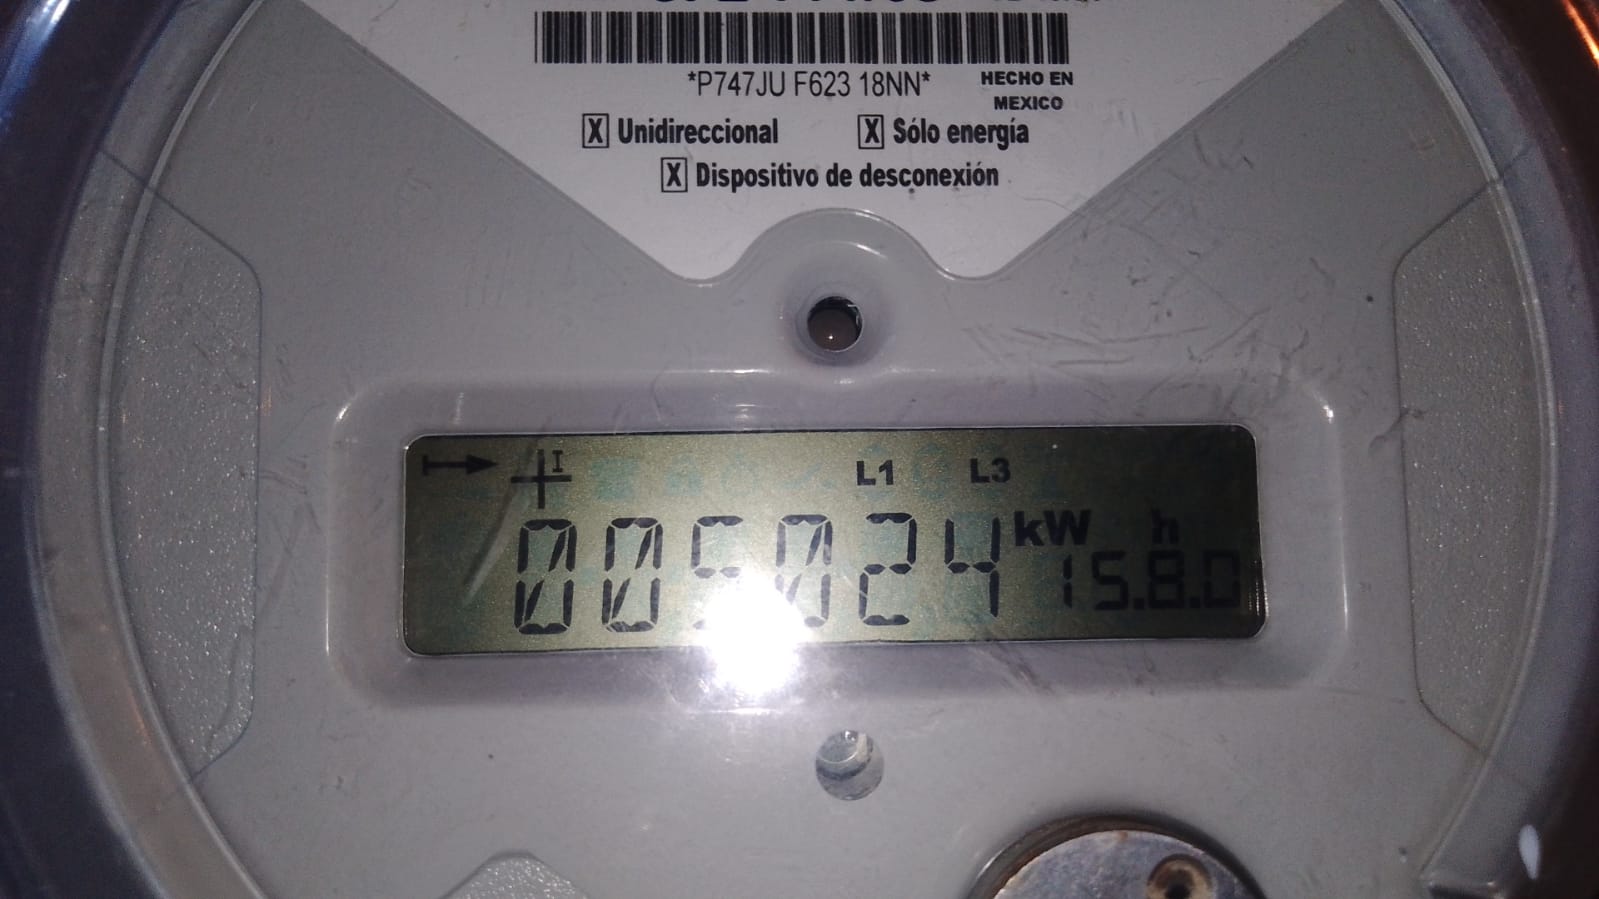 *P747JU F623 18NN*
HECHO EN
MEXICO
X Unidireccional X Sólo energía
X Dispositivo de desconexión
I L1 L3
005024 kW h
15.8.0